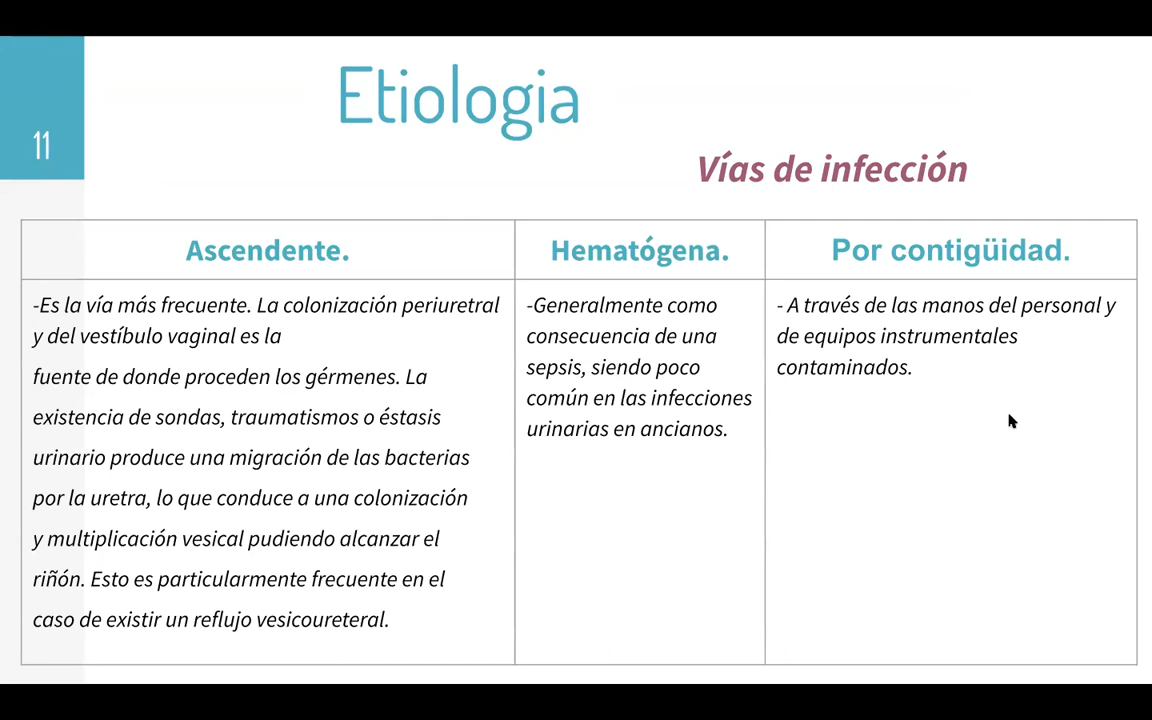 11
Etiologia
Vías de infección
Ascendente.
-Es la vía más frecuente. La colonización periuretral
y del vestíbulo vaginal es la
fuente de donde proceden los gérmenes. La
existencia de sondas, traumatismos o éstasis
urinario produce una migración de las bacterias
por la uretra, lo que conduce a una colonización
y multiplicación vesical pudiendo alcanzar el
riñón. Esto es particularmente frecuente en el
caso de existir un reflujo vesicoureteral.
Hematógena.
-Generalmente como
consecuencia de una
sepsis, siendo poco
común en las infecciones
urinarias en ancianos.
Por contigüidad.
- A través de las manos del personal y
de equipos instrumentales
contaminados.